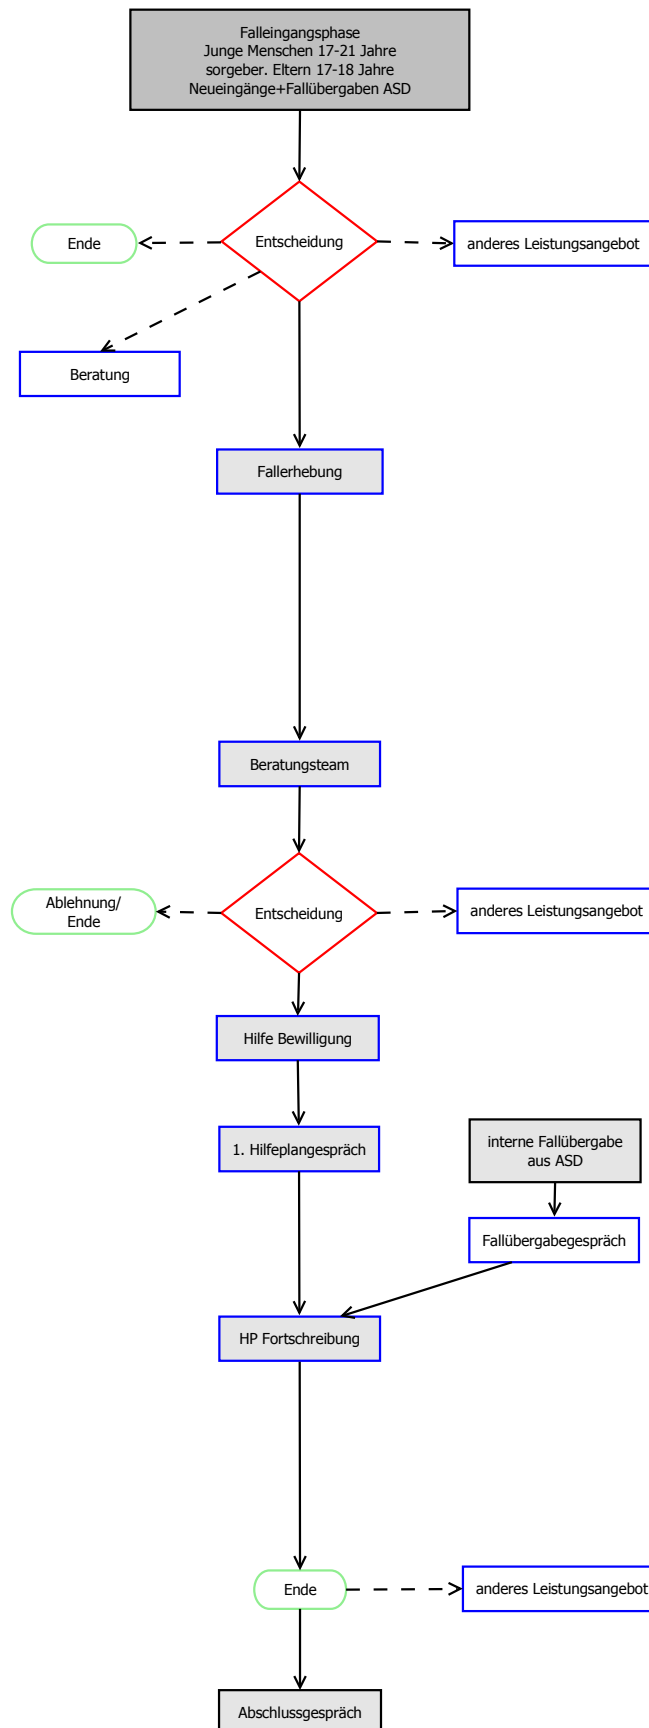 Falleingangsphase
Junge Menschen 17-21 Jahre
sorgeber. Eltern 17-18 Jahre
Neueingänge+Fallübergaben ASD
Ende
Entscheidung
anderes Leistungsangebot
Beratung
Fallerhebung
Beratungsteam
Ablehnung/
Ende
Entscheidung
anderes Leistungsangebot
Hilfe Bewilligung
1. Hilfeplangespräch
interne Fallübergabe
aus ASD
Fallübergabegespräch
HP Fortschreibung
Ende
anderes Leistungsangebot
Abschlussgespräch